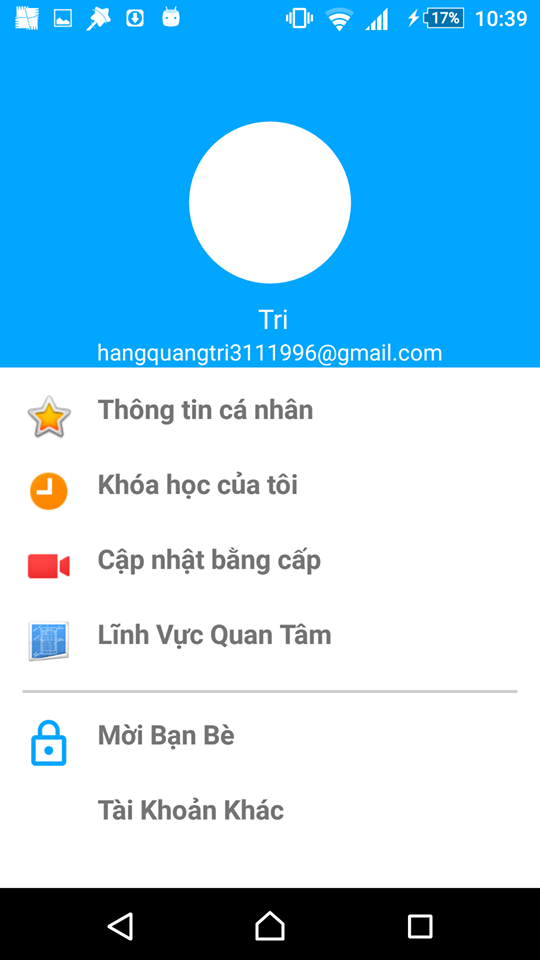 17% 10:39
Tri
hangquangtri3111996@gmail.com
Thông tin cá nhân
Khóa học của tôi
Cập nhật bằng cấp
Lĩnh Vực Quan Tâm
Mời Bạn Bè
Tài Khoản Khác